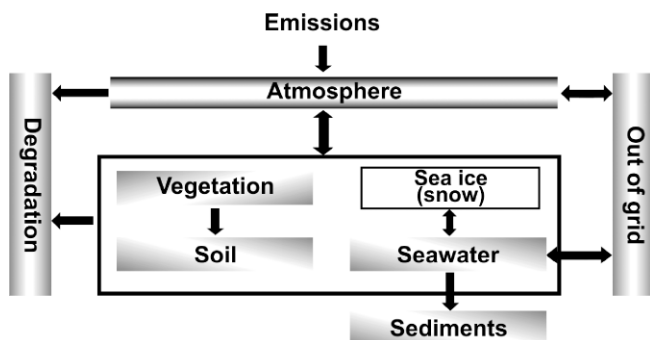 Emissions
Atmosphere
Degradation
Out of grid
Vegetation
Sea ice
(snow)
Soil
Seawater
Sediments